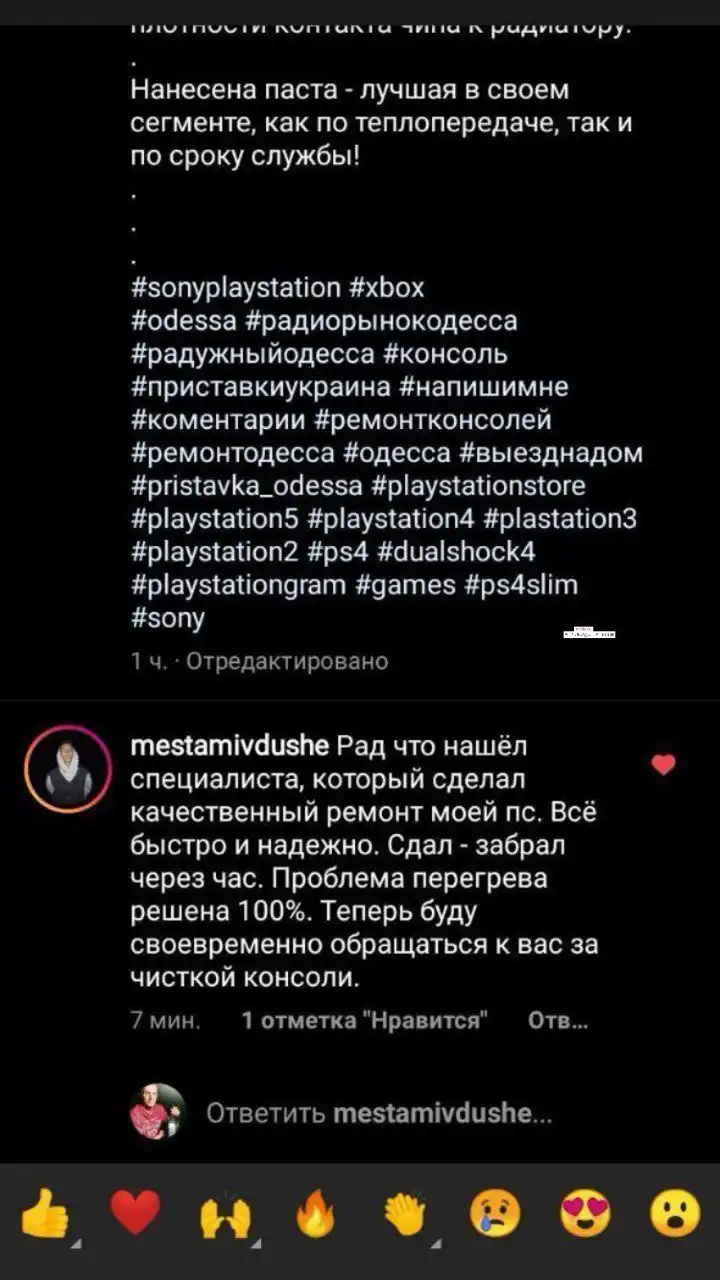 плотности контакта чипа к радиатору.
.
Нанесена паста - лучшая в своем
сегменте, как по теплопередаче, так и
по сроку службы!
.
.
.
#sonyplaystation #xbox
#odessa #радиорынокодесса
#радужныйодесса #консоль
#приставкиукраина #напишимне
#коментарии #ремонтконсолей
#ремонтодесса #одесса #выезднадом
#pristavka_odessa #playstationstore
#playstation5 #playstation4 #plastation3
#playstation2 #ps4 #dualshock4
#playstationgram #games #ps4slim
#sony
1 ч. · Отредактировано
mestamivdushe Рад что нашёл
специалиста, который сделал
качественный ремонт моей пс. Всё
быстро и надежно. Сдал - забрал
через час. Проблема перегрева
решена 100%. Теперь буду
своевременно обращаться к вас за
чисткой консоли.
7 мин. 1 отметка "Нравится" Отв...
Ответить mestamivdushe...